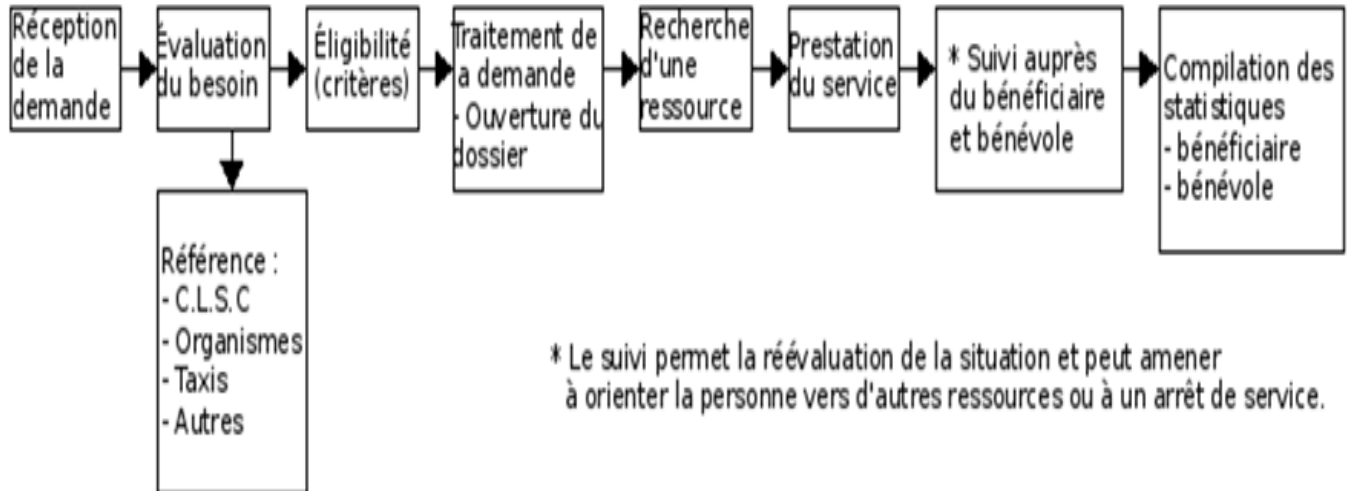 Réception
de la
demande
Évaluation
du besoin
Éligibilité
(critères)
Traitement de
a demande
- Ouverture du
dossier
Recherche
d'une
ressource
Prestation
du service
* Suivi auprès
du bénéficiaire
et bénévole
Compilation des
statistiques
- bénéficiaire
- bénévole
Référence :
- C.L.S.C
- Organismes
- Taxis
- Autres
* Le suivi permet la réévaluation de la situation et peut amener
à orienter la personne vers d'autres ressources ou à un arrêt de service.